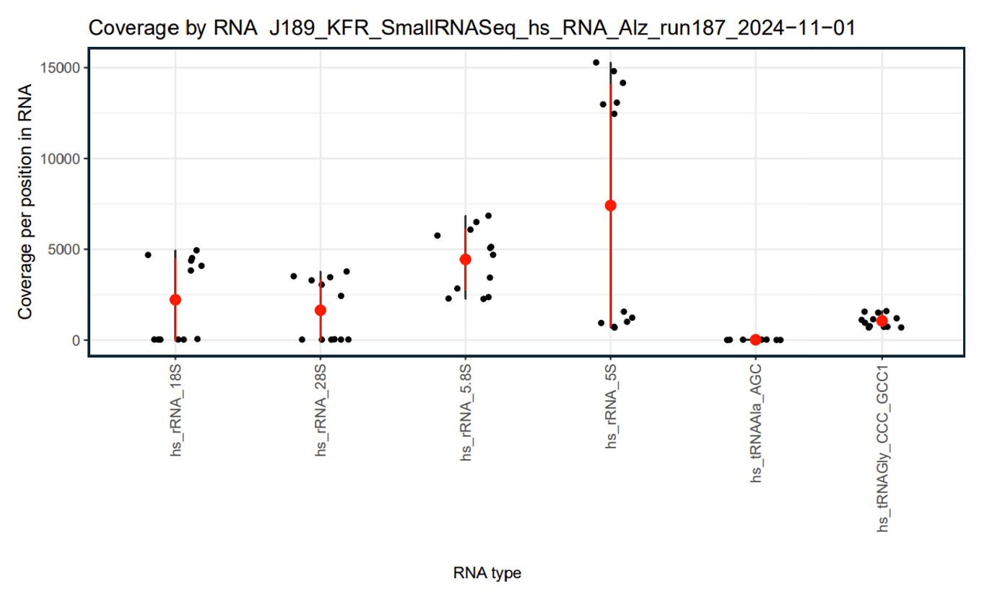 Coverage by RNA  J189_KFR_SmallRNASeq_hs_RNA_Alz_run187_2024−11−01
Coverage per position in RNA
15000
10000
5000
0
hs_rRNA_18S
hs_rRNA_28S
hs_rRNA_5.8S
hs_rRNA_5S
hs_tRNAAla_AGC
hs_tRNAGly_CCC_GCC1
RNA type